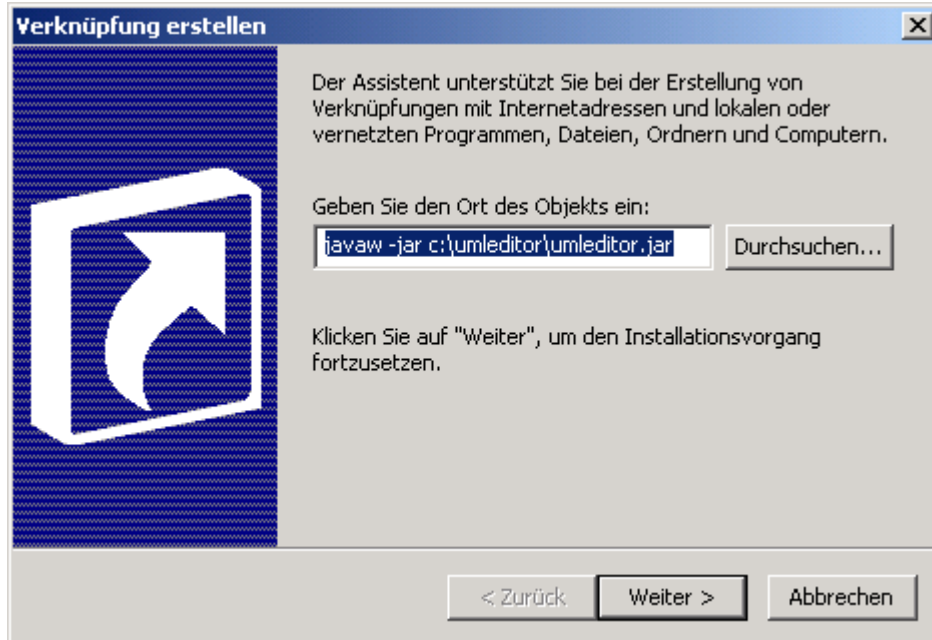 Verknüpfung erstellen
Der Assistent unterstützt Sie bei der Erstellung von
Verknüpfungen mit Internetadressen und lokalen oder
vernetzten Programmen, Dateien, Ordnern und Computern.
Geben Sie den Ort des Objekts ein:
javaw -jar c:\umleditor\umleditor.jar
Durchsuchen...
Klicken Sie auf "Weiter", um den Installationsvorgang
fortzusetzen.
< Zurück
Weiter >
Abbrechen